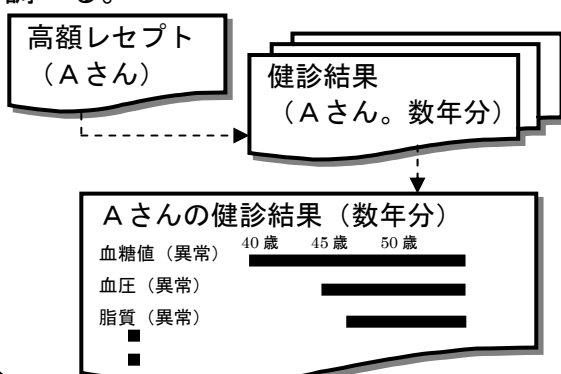 高額レセプト
（Aさん）
健診結果
（Aさん。数年分）
Aさんの健診結果（数年分）
40歳 45歳 50歳
血糖値（異常）
血圧（異常）
脂質（異常）